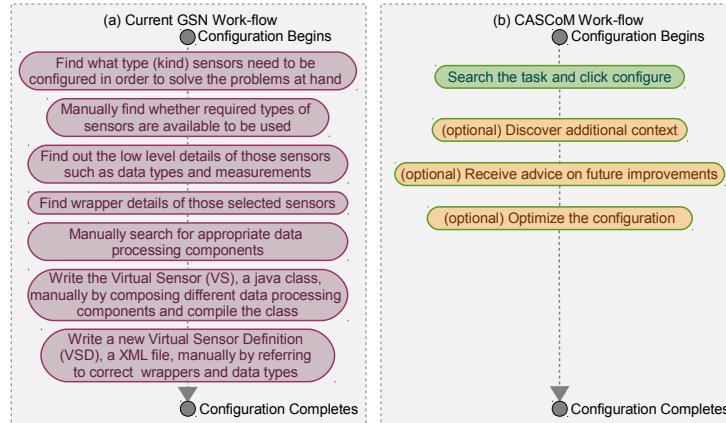 (a) Current GSN Work-flow
Configuration Begins
Find what type (kind) sensors need to be
configured in order to solve the problems at hand
Manually find whether required types of
sensors are available to be used
Find out the low level details of those sensors
such as data types and measurements
Find wrapper details of those selected sensors
Manually search for appropriate data
processing components
Write the Virtual Sensor (VS), a java class,
manually by composing different data processing
components and compile the class
Write a new Virtual Sensor Definition
(VSD), a XML file, manually by referring
to correct wrappers and data types
Configuration Completes
(b) CASCoM Work-flow
Configuration Begins
Search the task and click configure
(optional) Discover additional context
(optional) Receive advice on future improvements
(optional) Optimize the configuration
Configuration Completes